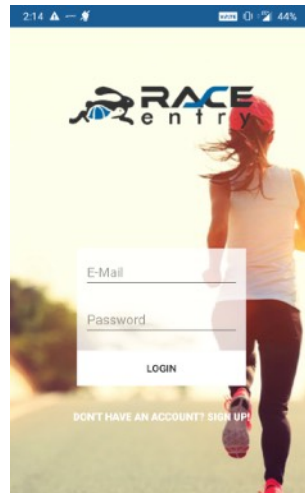 2:14
44%
RACE
entry
E-Mail
Password
LOGIN
DON'T HAVE AN ACCOUNT? SIGN UP!